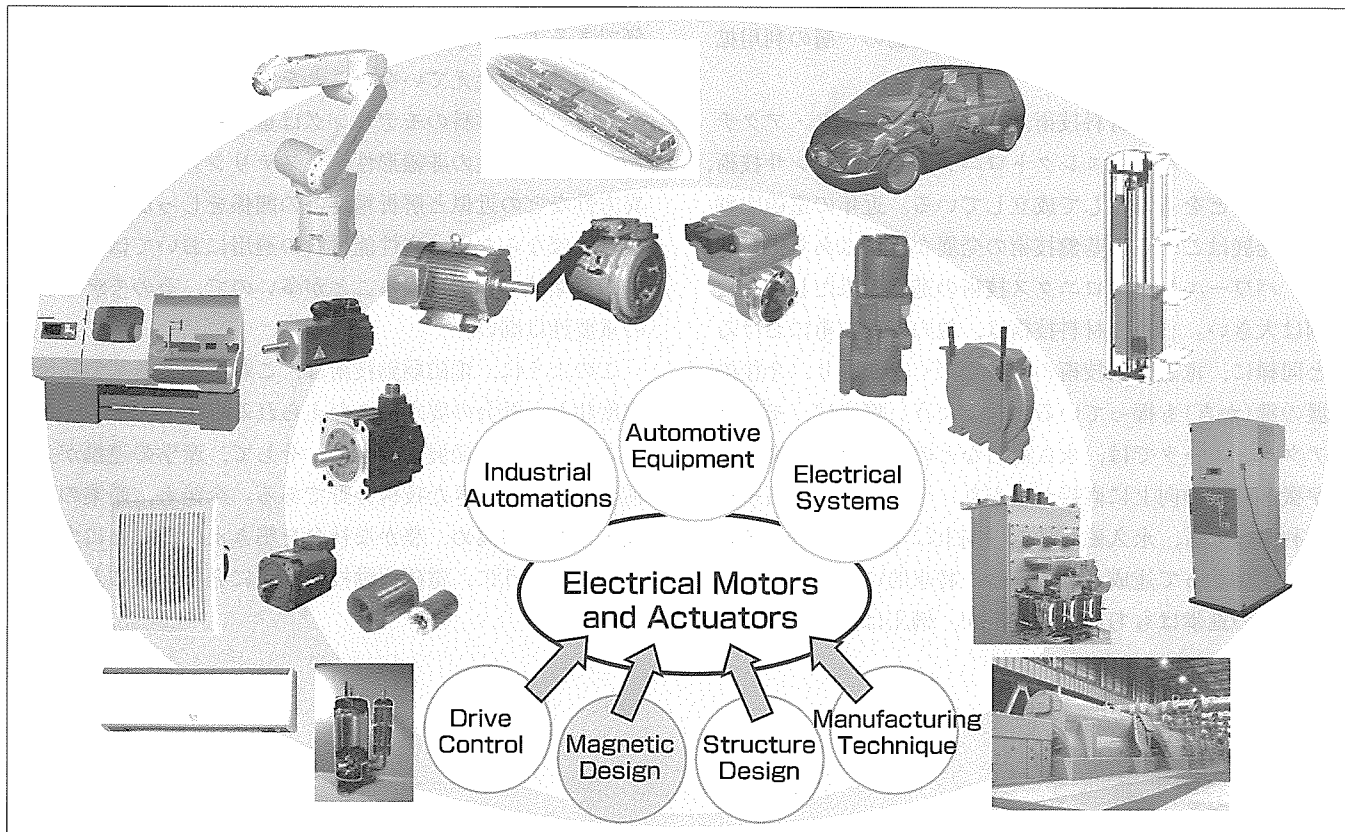 Automotive
Equipment
Industrial
Automations
Electrical
Systems
Electrical Motors
and Actuators
Drive
Control
Magnetic
Design
Structure
Design
Manufacturing
Technique